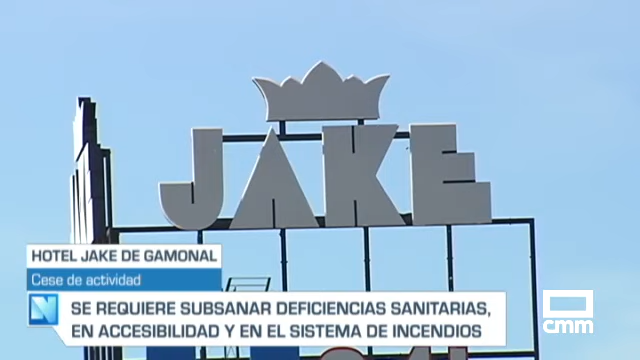 JAKE
HOTEL JAKE DE GAMONAL
Cese de actividad
N SE REQUIERE SUBSANAR DEFICIENCIAS SANITARIAS,
EN ACCESIBILIDAD Y EN EL SISTEMA DE INCENDIOS
cmm